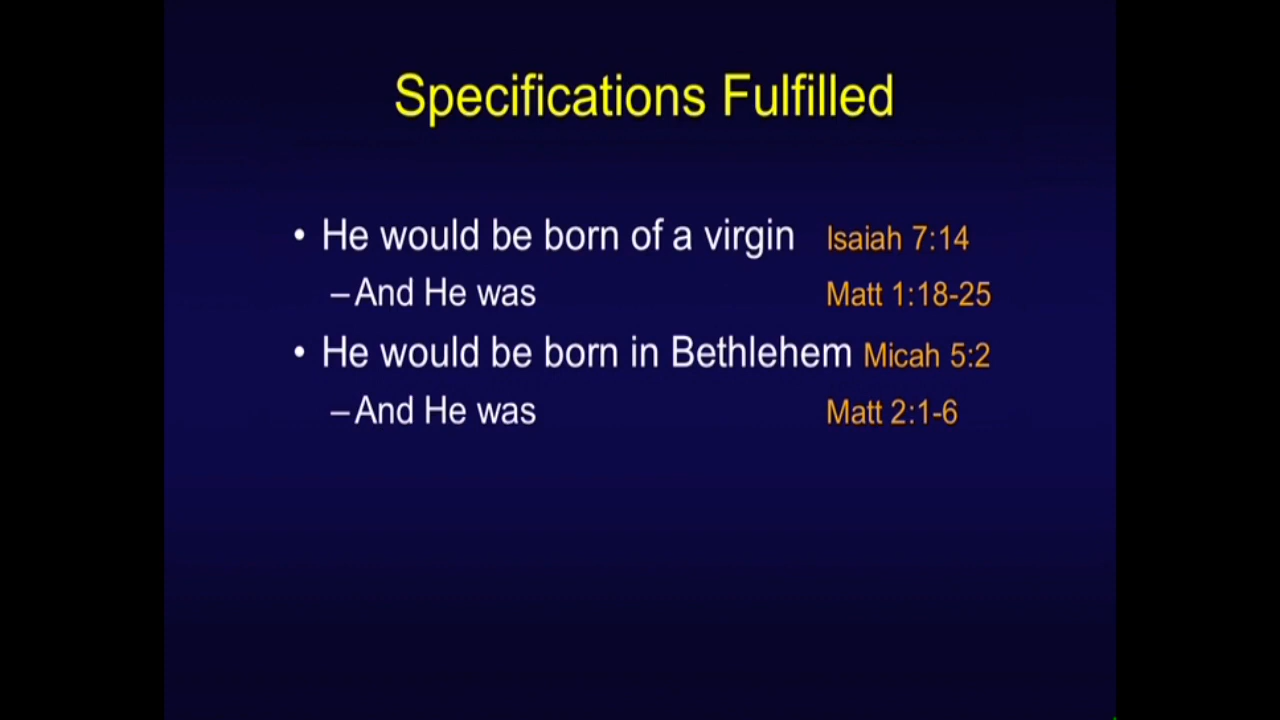 Specifications Fulfilled
• He would be born of a virgin Isaiah 7:14
–And He was Matt 1:18-25
• He would be born in Bethlehem Micah 5:2
–And He was Matt 2:1-6